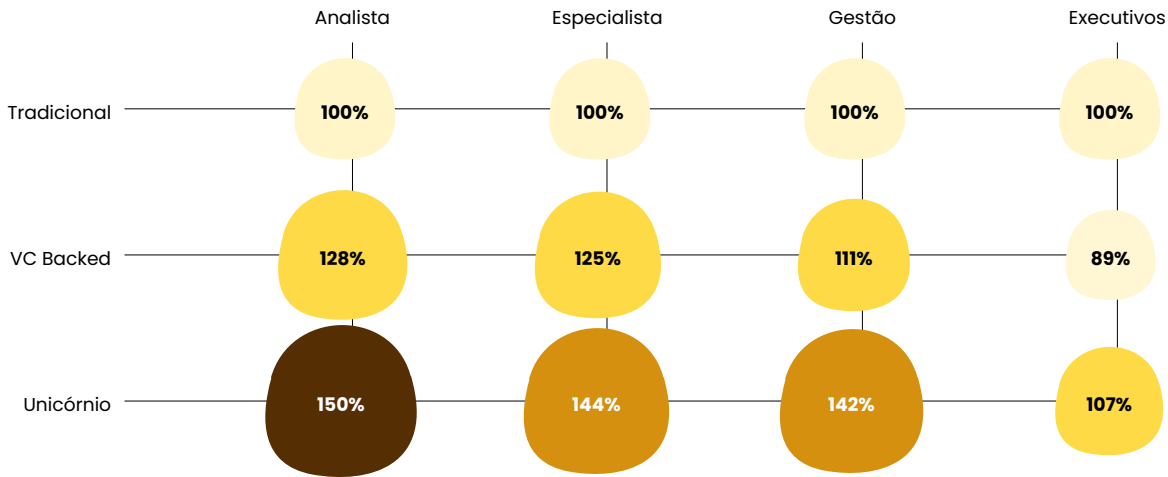 Analista Especialista Gestão Executivos
Tradicional 100% 100% 100% 100%
VC Backed 128% 125% 111% 89%
Unicórnio 150% 144% 142% 107%